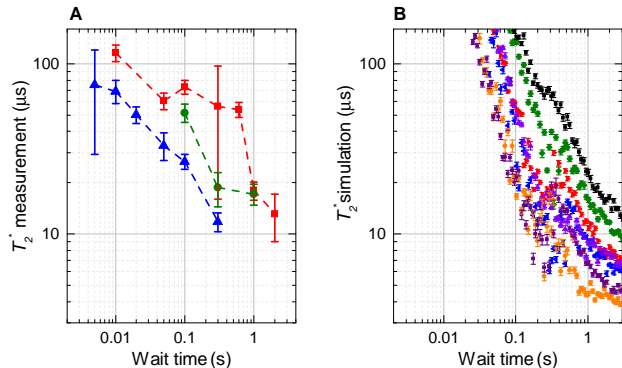 A
B
100
10
T2* measurement (µs)
0.01
0.1
1
Wait time (s)
100
10
T2* simulation (µs)
0.01
0.1
1
Wait time (s)